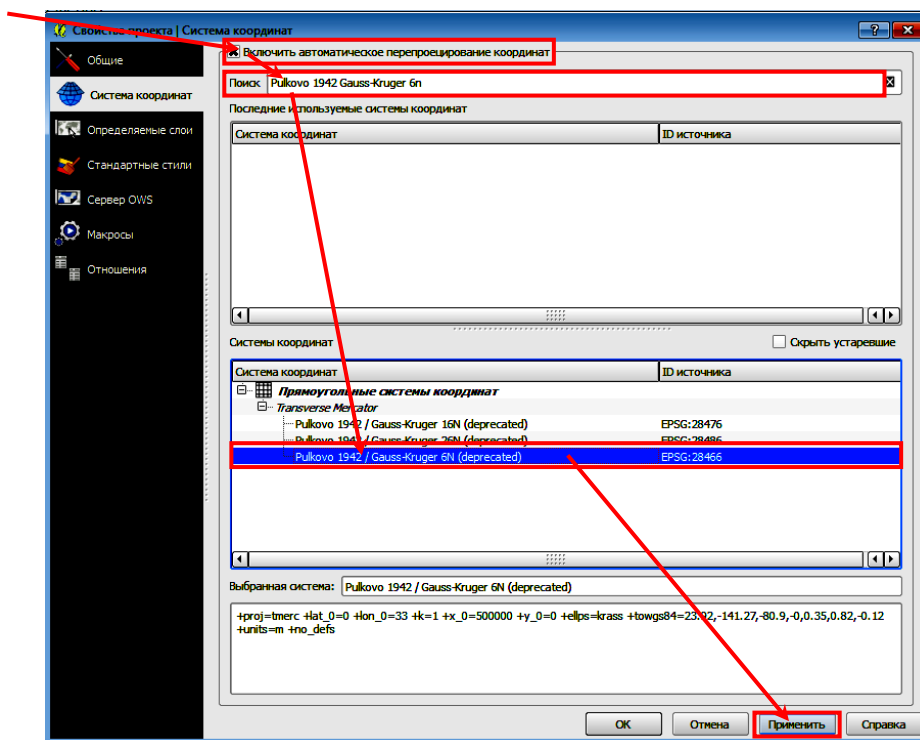 Свойства проекта | Система координат
Общие
Система координат
Определяемые слои
Стандартные стили
Сервер OWS
Макросы
Отношения
Включить автоматическое перепроецирование координат
Поиск Pulkovo 1942 Gauss-Kruger 6n
Последние используемые системы координат
Система координат ID источника
Системы координат Скрыть устаревшие
Система координат ID источника
Прямоугольные системы координат
Transverse Mercator
Pulkovo 1942 / Gauss-Kruger 16N (deprecated) EPSG:28476
Pulkovo 1942 / Gauss-Kruger 26N (deprecated) EPSG:28486
Pulkovo 1942 / Gauss-Kruger 6N (deprecated) EPSG:28466
Выбранная система: Pulkovo 1942 / Gauss-Kruger 6N (deprecated)
+proj=tmerc +lat_0=0 +lon_0=33 +k=1 +x_0=500000 +y_0=0 +ellps=krass +towgs84=23.92,-141.27,-80.9,-0,0.35,0.82,-0.12
+units=m +no_defs
OK Отмена Применить Справка